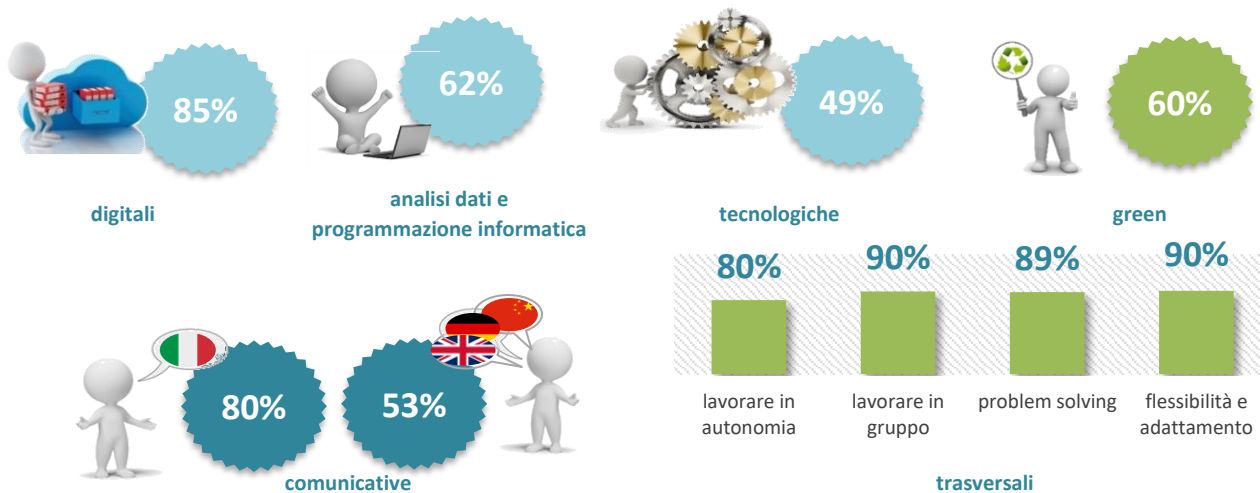 85%
62%
49%
60%
digitali
analisi dati e
programmazione informatica
tecnologiche
green
80%
90%
89%
90%
lavorare in
autonomia
lavorare in
gruppo
problem solving
flessibilità e
adattamento
80%
53%
comunicative
trasversali